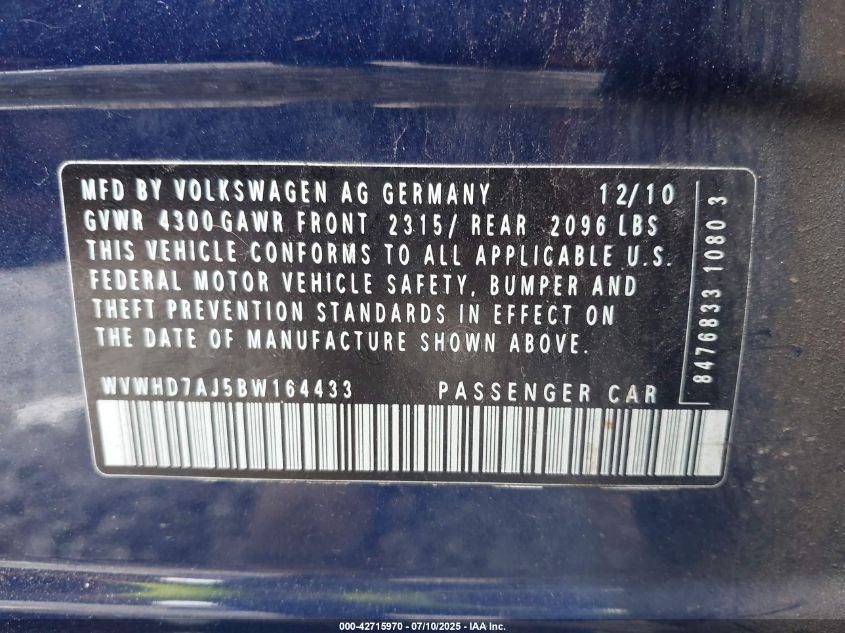 MFD BY VOLKSWAGEN AG GERMANY 12/10
GVWR 4300 GAWR FRONT 2315/ REAR 2096 LBS
THIS VEHICLE CONFORMS TO ALL APPLICABLE U.S.
FEDERAL MOTOR VEHICLE SAFETY, BUMPER AND
THEFT PREVENTION STANDARDS IN EFFECT ON
THE DATE OF MANUFACTURE SHOWN ABOVE.
WVWHD7AJ5BW164433 PASSENGER CAR
8476833 1080 3
000-42715970 - 07/10/2025 - IAA Inc.